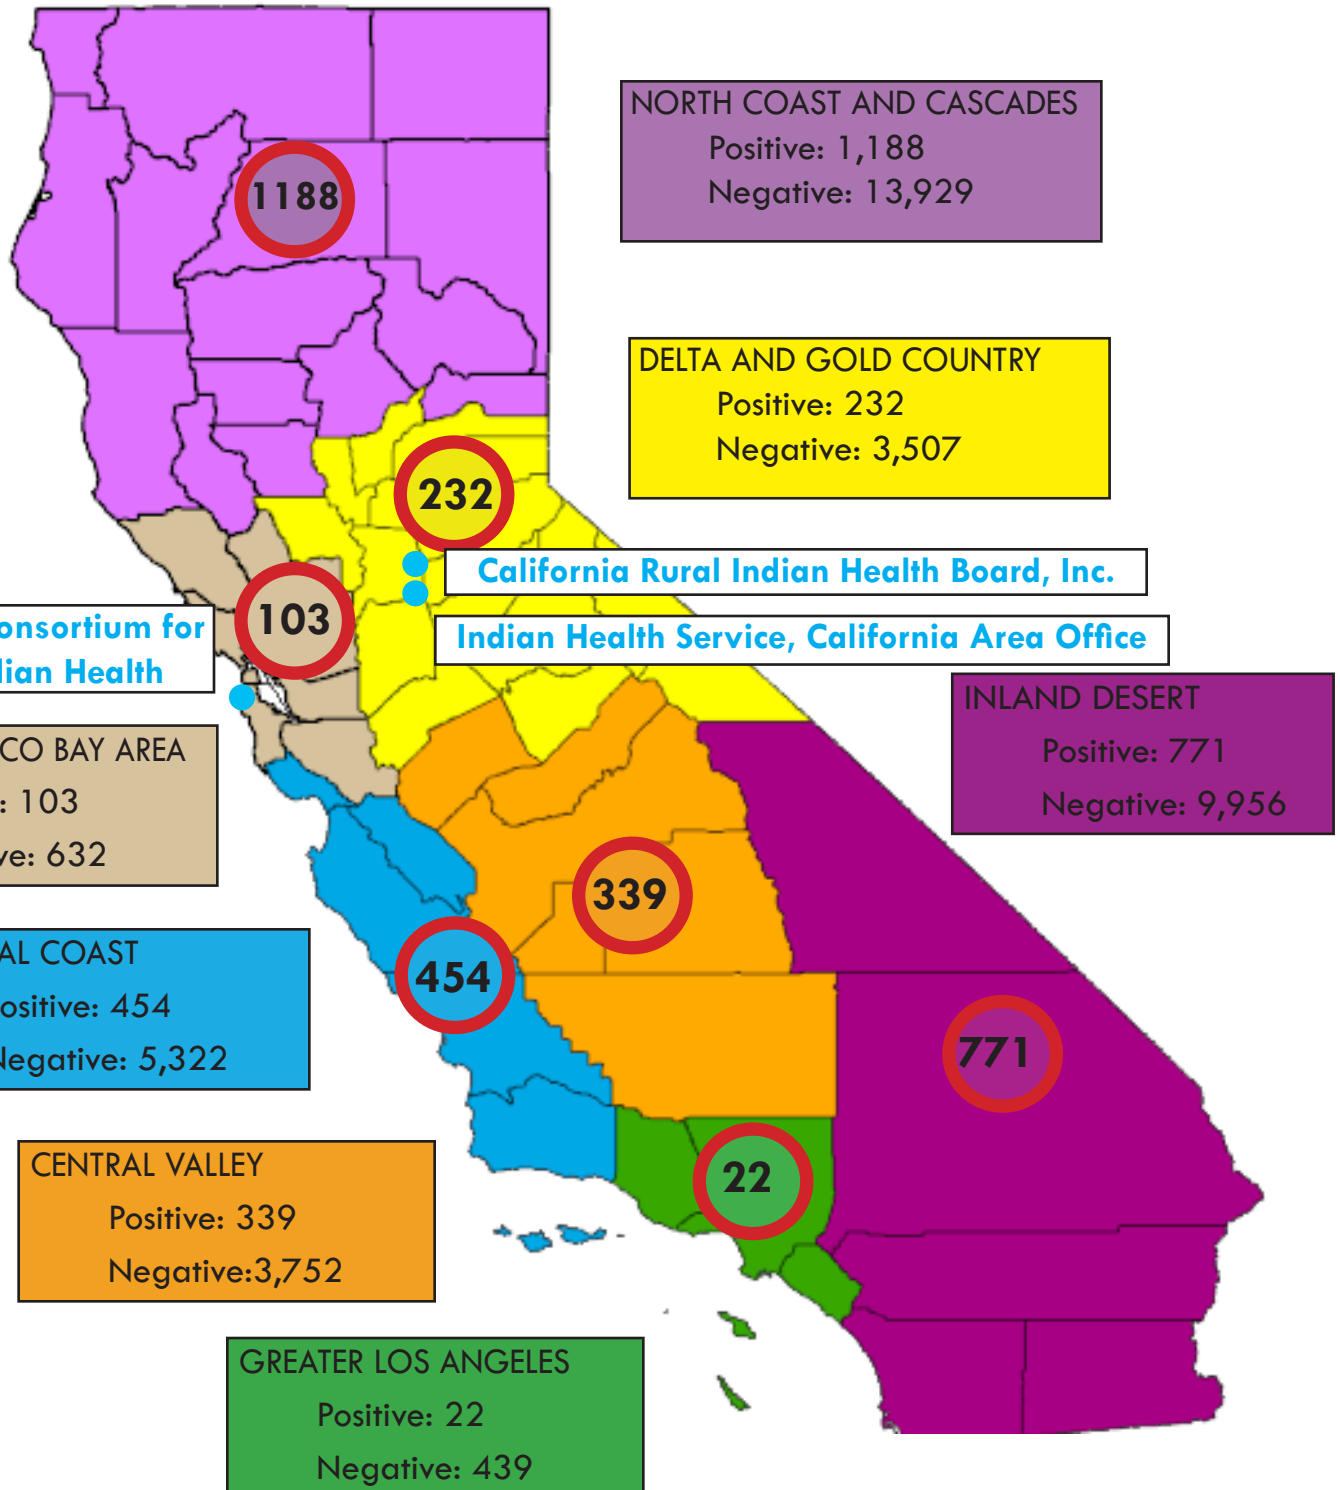 NORTH COAST AND CASCADES
Positive: 1,188
Negative: 13,929
1188
DELTA AND GOLD COUNTRY
Positive: 232
Negative: 3,507
232
California Rural Indian Health Board, Inc.
103
onsortium for
dian Health
Indian Health Service, California Area Office
INLAND DESERT
Positive: 771
Negative: 9,956
CO BAY AREA
: 103
ve: 632
339
AL COAST
ositive: 454
Negative: 5,322
454
771
CENTRAL VALLEY
Positive: 339
Negative:3,752
22
GREATER LOS ANGELES
Positive: 22
Negative: 439